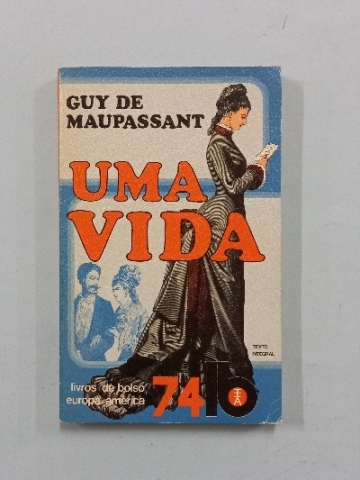 GUY DE
MAUPASSANT
UMA
VIDA
TEXTO
INTEGRAL
livros de bolso
europa-américa
74